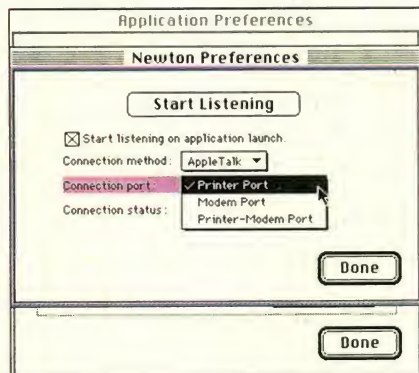 Application Preferences
Newton Preferences
Start Listening
Start listening on application launch.
Connection method: AppleTalk
Connection port: Printer Port
Modem Port
Connection status:
Printer-Modem Port
Done
Done